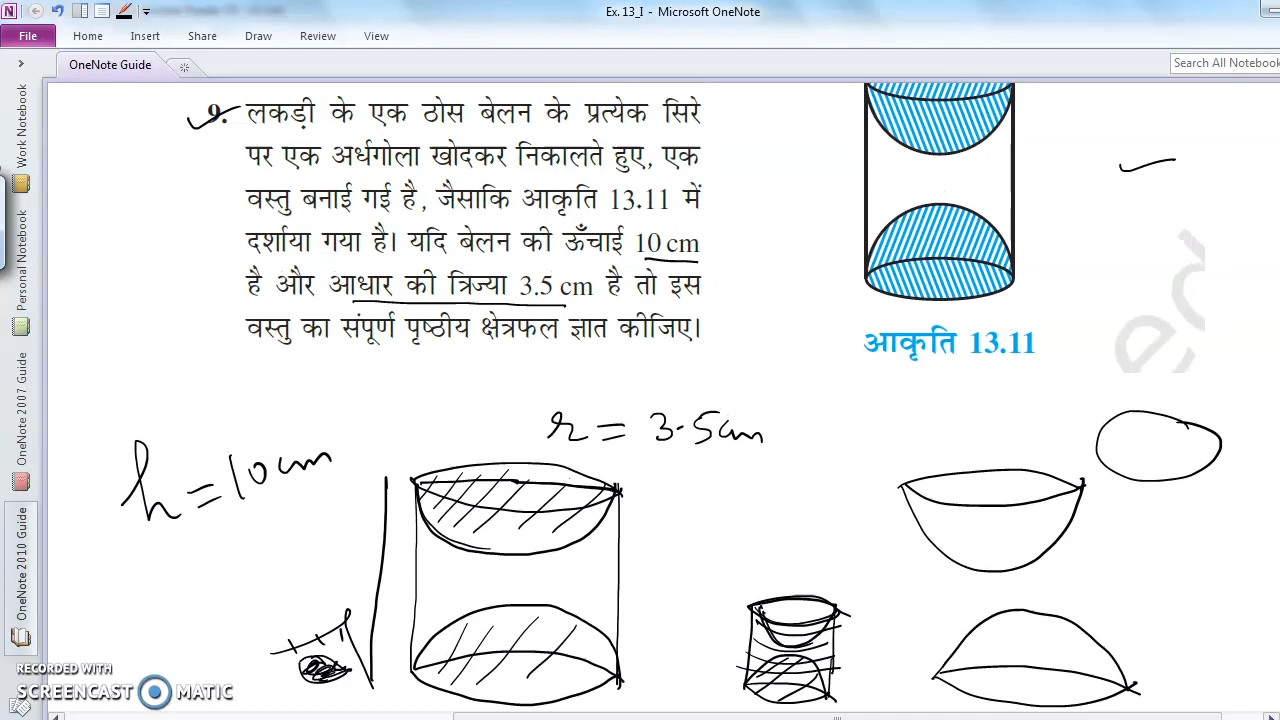 Ex. 13_I - Microsoft OneNote
File Home Insert Share Draw Review View
OneNote Guide
Search All Notebook
Work Notebook
Personal Notebook
OneNote 2007 Guide
OneNote 2010 Guide
9. लकड़ी के एक ठोस बेलन के प्रत्येक सिरे
पर एक अर्धगोला खोदकर निकालते हुए, एक
वस्तु बनाई गई है, जैसाकि आकृति 13.11 में
दर्शाया गया है। यदि बेलन की ऊँचाई 10 cm
है और आधार की त्रिज्या 3.5 cm है तो इस
वस्तु का संपूर्ण पृष्ठीय क्षेत्रफल ज्ञात कीजिए।
आकृति 13.11
r = 3.5cm
h = 10 cm
RECORDED WITH
SCREENCAST MATIC